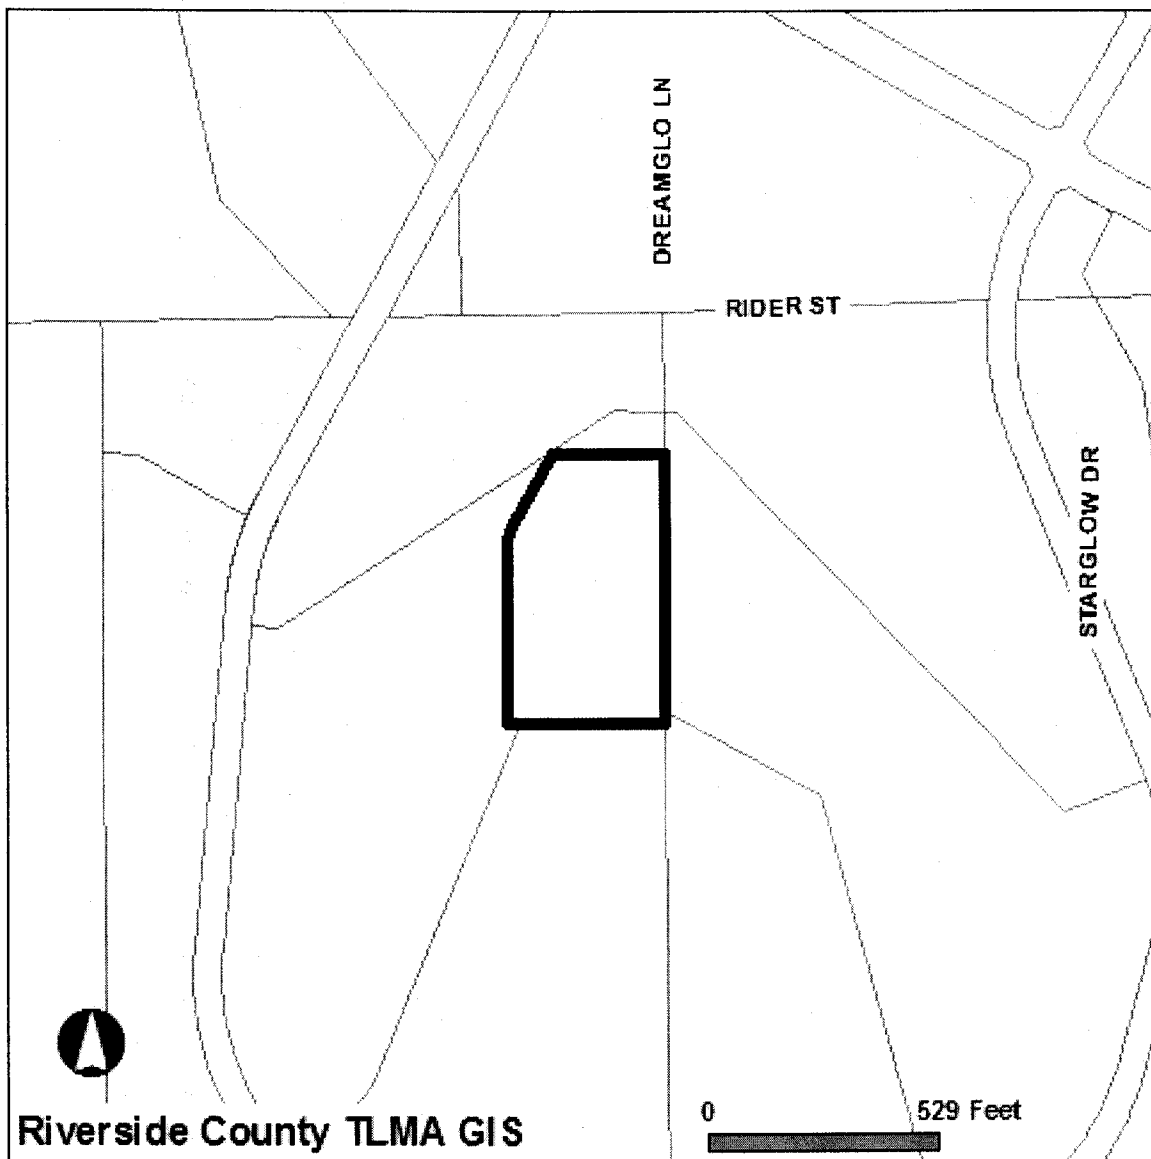 DREAMGLO LN
RIDER ST
STARGLOW DR
0 529 Feet
Riverside County TLMA GIS